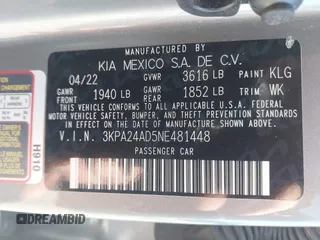 MANUFACTURED BY
KIA MEXICO S.A. DE C.V.
04/22 GVWR 3616 LB PAINT KLG
GAWR 1940 LB GAWR 1852 LB TRIM WK
FRT RR
THIS VEHICLE CONFORMS TO ALL APPLICABLE
FEDERAL MOTOR VEHICLE SAFETY, BUMPER, AND
THEFT PREVENTION STANDARDS IN EFFECT ON
THE DATE OF MANUFACTURE SHOWN ABOVE.
V.I.N. 3KPA24AD5NE481448
PASSENGER CAR
H910
DREAMBID